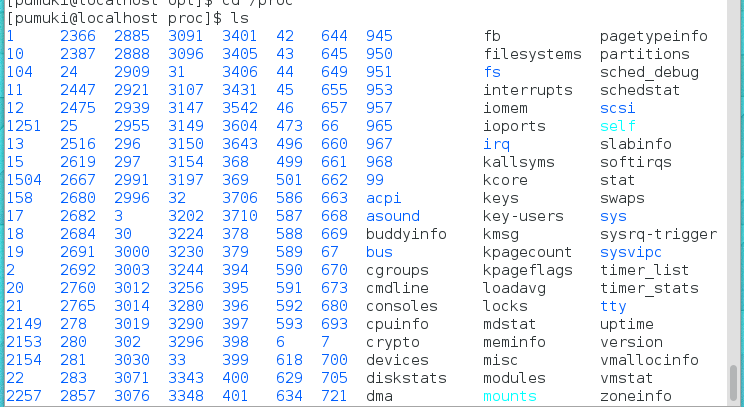 [pumuki@localhost opt]$ cd /proc
[pumuki@localhost proc]$ ls
1 2366 2885 3091 3401 42 644 945 fb pagetypeinfo
10 2387 2888 3096 3405 43 645 950 filesystems partitions
104 24 2909 31 3406 44 649 951 fs sched_debug
11 2447 2921 3107 3431 45 655 953 interrupts schedstat
12 2475 2939 3147 3542 46 657 957 iomem scsi
1251 25 2955 3149 3604 473 66 965 ioports self
13 2516 296 3150 3643 496 660 967 irq slabinfo
15 2619 297 3154 368 499 661 968 kallsyms softirqs
1504 2667 2991 3197 369 501 662 99 kcore stat
158 2680 2996 32 3706 586 663 acpi keys swaps
17 2682 3 3202 3710 587 668 asound key-users sys
18 2684 30 3224 378 588 669 buddyinfo kmsg sysrq-trigger
19 2691 3000 3230 379 589 67 bus kpagecount sysvipc
2 2692 3003 3244 394 590 670 cgroups kpageflags timer_list
20 2760 3012 3256 395 591 673 cmdline loadavg timer_stats
21 2765 3014 3280 396 592 680 consoles locks tty
2149 278 3019 3290 397 593 693 cpuinfo mdstat uptime
2153 280 302 3296 398 6 7 crypto meminfo version
2154 281 3030 33 399 618 700 devices misc vmallocinfo
22 283 3071 3343 400 629 705 diskstats modules vmstat
2257 2857 3076 3348 401 634 721 dma mounts zoneinfo